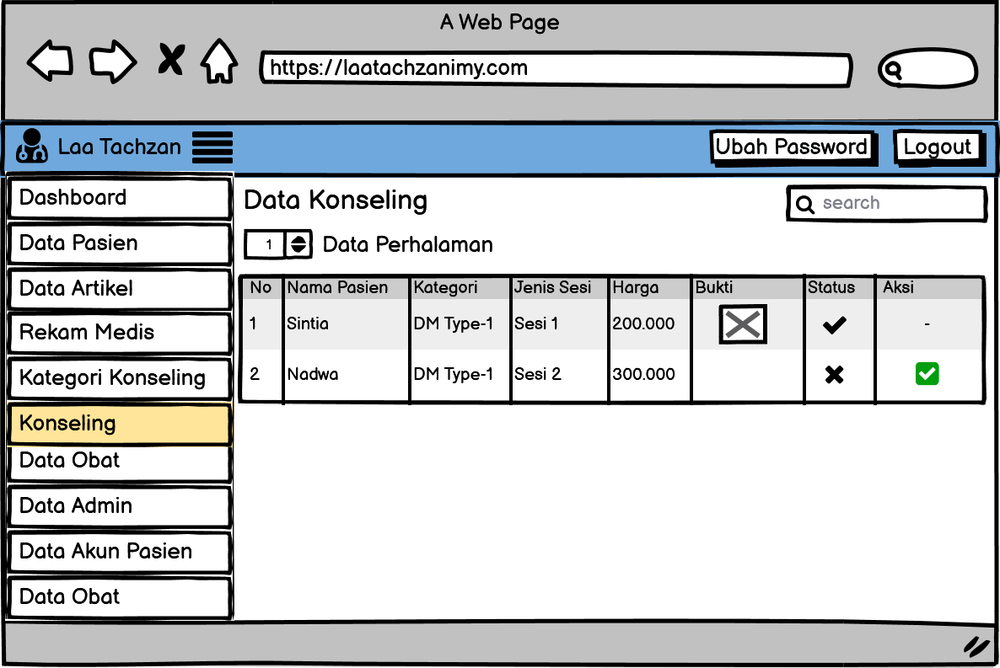 A Web Page
https://laatachzanimy.com
Laa Tachzan
Ubah Password
Logout
Dashboard
Data Pasien
Data Artikel
Rekam Medis
Kategori Konseling
Konseling
Data Obat
Data Admin
Data Akun Pasien
Data Obat
Data Konseling
search
1 Data Perhalaman
No Nama Pasien Kategori Jenis Sesi Harga Bukti Status Aksi
1 Sintia DM Type-1 Sesi 1 200.000 -
2 Nadwa DM Type-1 Sesi 2 300.000